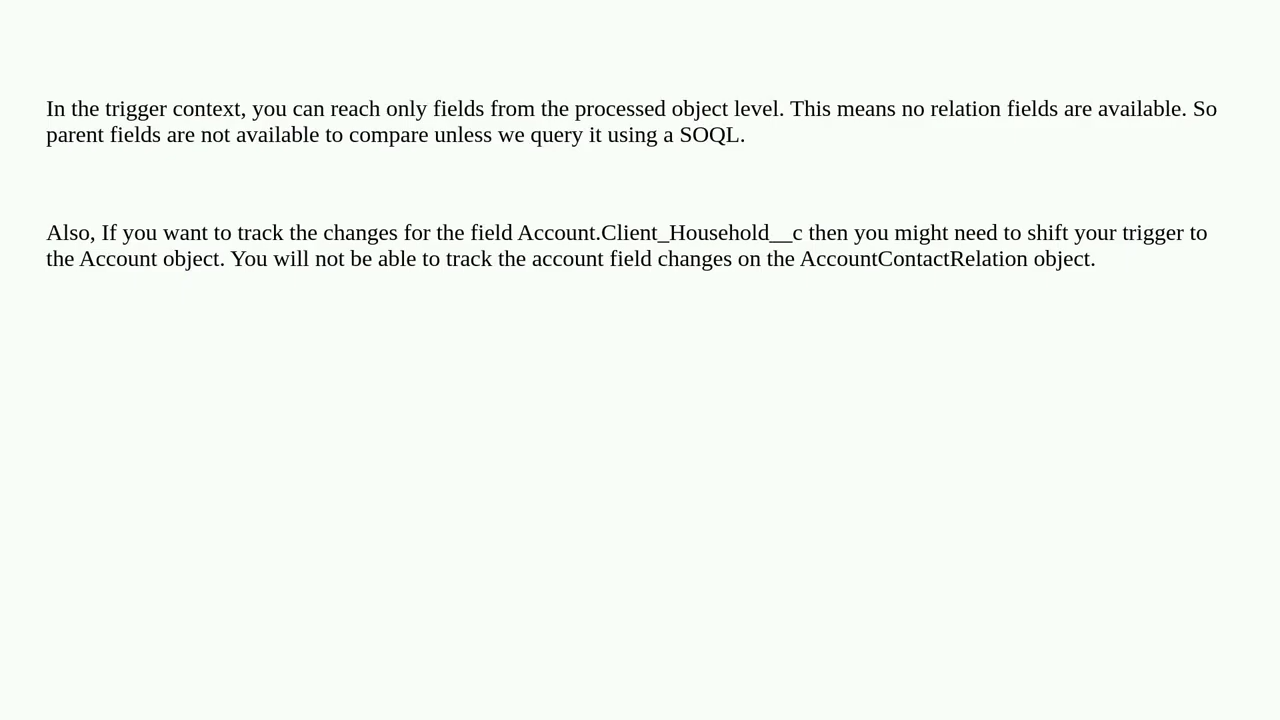 In the trigger context, you can reach only fields from the processed object level. This means no relation fields are available. So
parent fields are not available to compare unless we query it using a SOQL.
Also, If you want to track the changes for the field Account.Client_Household__c then you might need to shift your trigger to
the Account object. You will not be able to track the account field changes on the AccountContactRelation object.